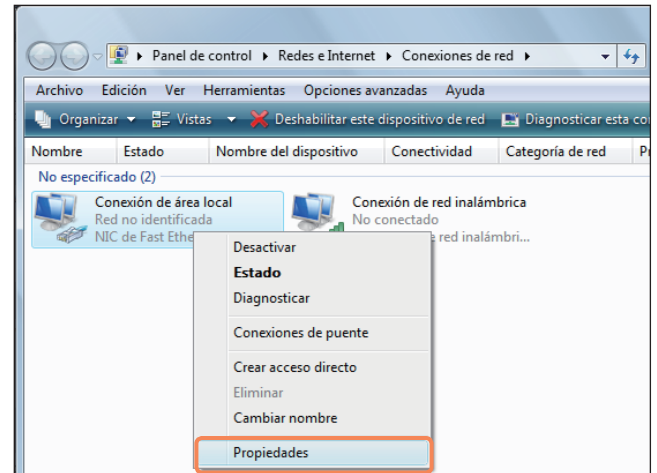 Panel de control Redes e Internet Conexiones de red
Archivo Edición Ver Herramientas Opciones avanzadas Ayuda
Organizar Vistas Deshabilitar este dispositivo de red Diagnosticar esta
Nombre Estado Nombre del dispositivo Conectividad Categoría de red
No especificado (2)
Conexión de área local
Red no identificada
NIC de Fast Ethe
Conexión de red inalámbrica
No conectado
red inalámbri...
Desactivar
Estado
Diagnosticar
Conexiones de puente
Crear acceso directo
Eliminar
Cambiar nombre
Propiedades